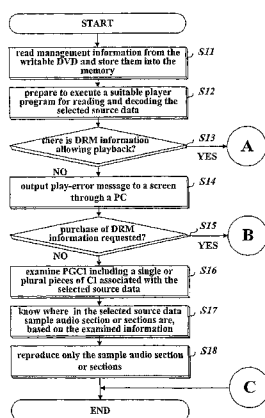 START
S11
read management information from the
writable DVD and store them into the
memory
S12
prepare to execute a suitable player
program for reading and decoding the
selected source data
S13
there is DRM information
allowing playback?
A
YES
NO
S14
output play-error message to a screen
through a PC
S15
purchase of DRM
information requested?
B
YES
NO
S16
examine PGCI including a single or
plural pieces of CI associated with the
selected source data
S17
know where in the selected source data
sample audio section or sections are,
based on the examined information
S18
reproduce only the sample audio section
or sections
C
END